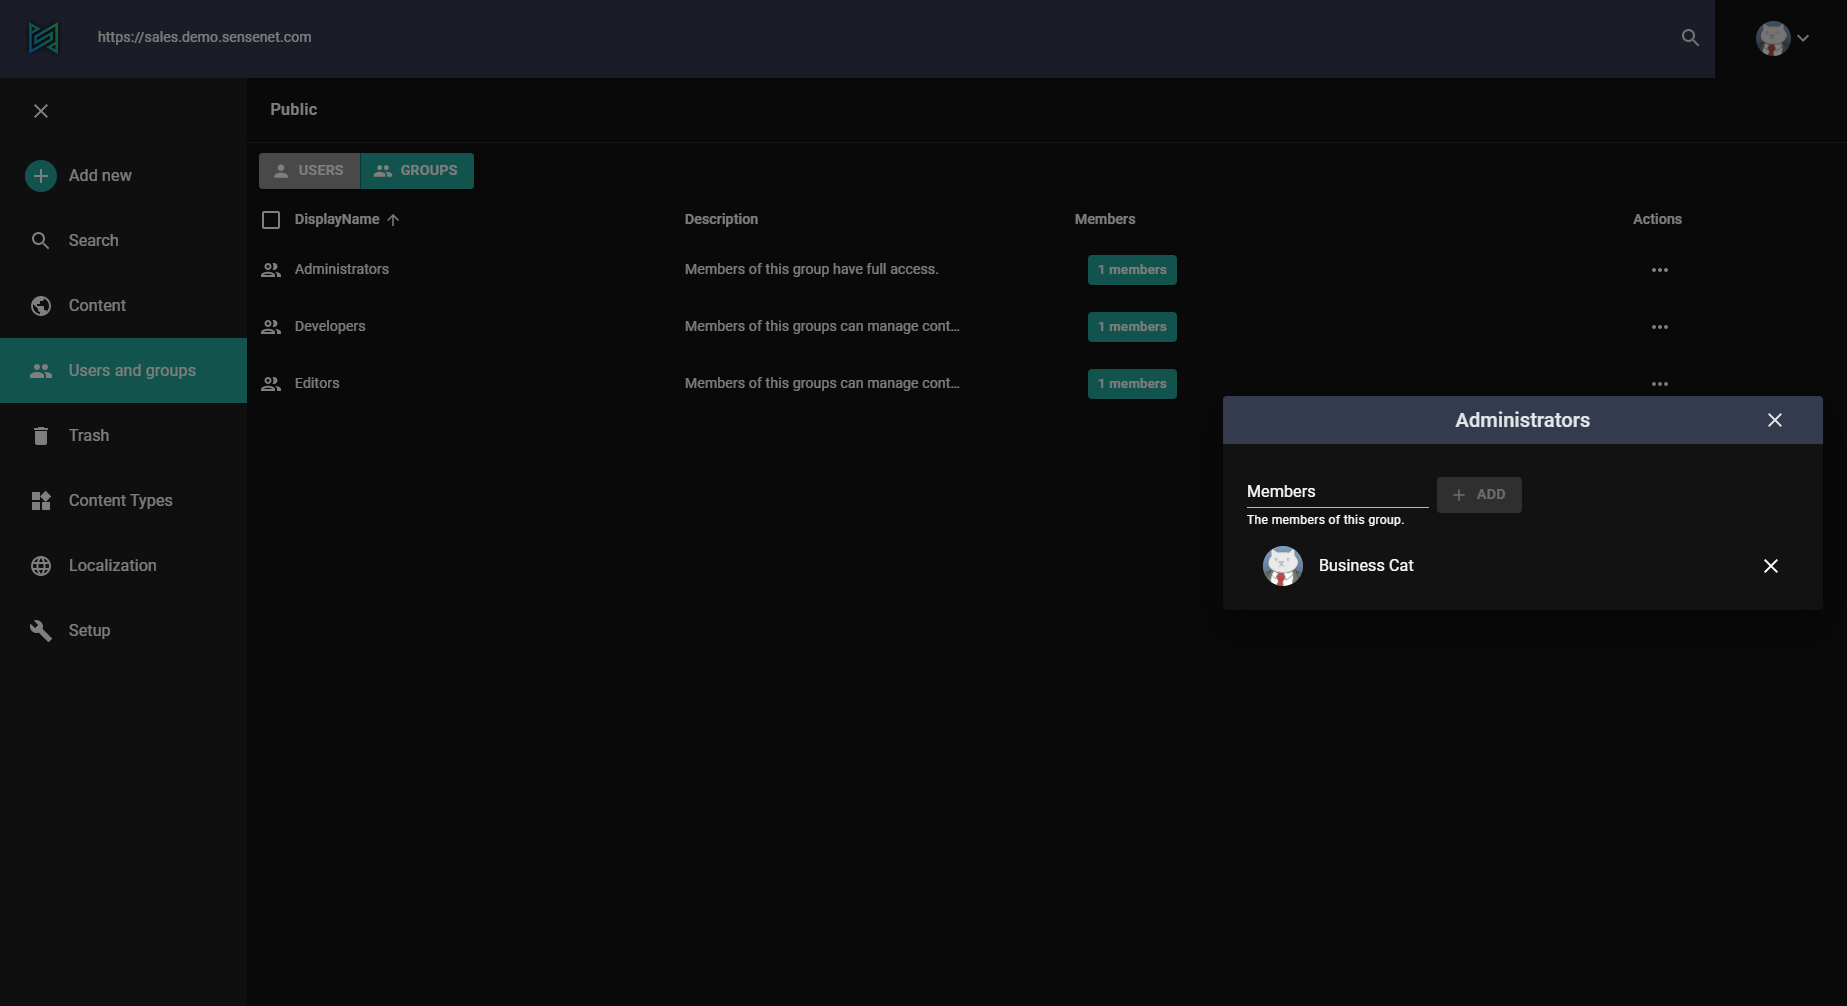 https://sales.demo.sensenet.com
Public
Add new
Search
Content
Users and groups
Trash
Content Types
Localization
Setup
USERS GROUPS
DisplayName Description Members Actions
Administrators Members of this group have full access. 1 members
Developers Members of this groups can manage cont... 1 members
Editors Members of this groups can manage cont... 1 members
Administrators
Members ADD
The members of this group.
Business Cat